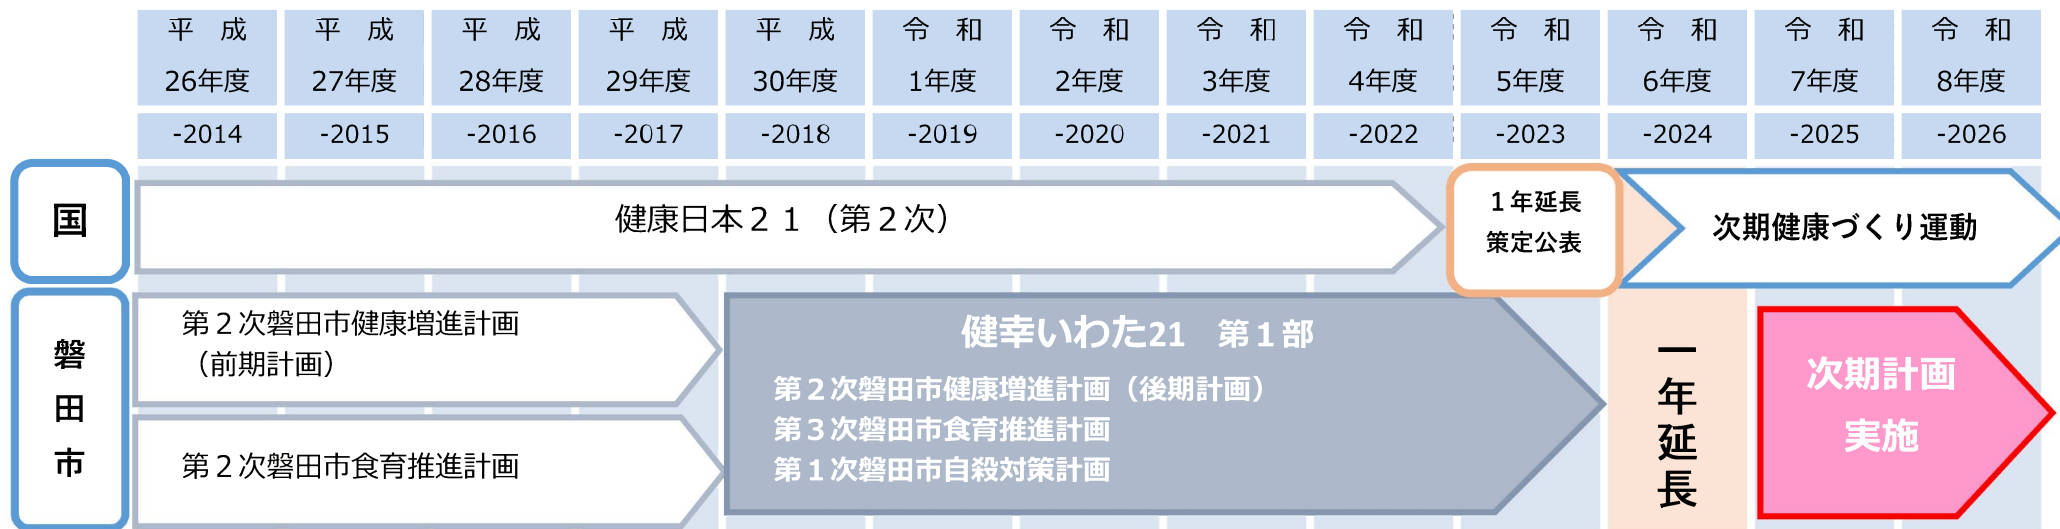 平　成 平　成 平　成 平　成 平　成 令　和 令　和 令　和 令　和 令　和 令　和 令　和 令　和
26年度 27年度 28年度 29年度 30年度 1年度 2年度 3年度 4年度 5年度 6年度 7年度 8年度
-2014 -2015 -2016 -2017 -2018 -2019 -2020 -2021 -2022 -2023 -2024 -2025 -2026
国
健康日本２１（第２次）
１年延長
策定公表
次期健康づくり運動
磐田市
第２次磐田市健康増進計画
（前期計画）
第２次磐田市食育推進計画
健幸いわた21　第１部
第２次磐田市健康増進計画（後期計画）
第３次磐田市食育推進計画
第１次磐田市自殺対策計画
一年延長
次期計画
実施